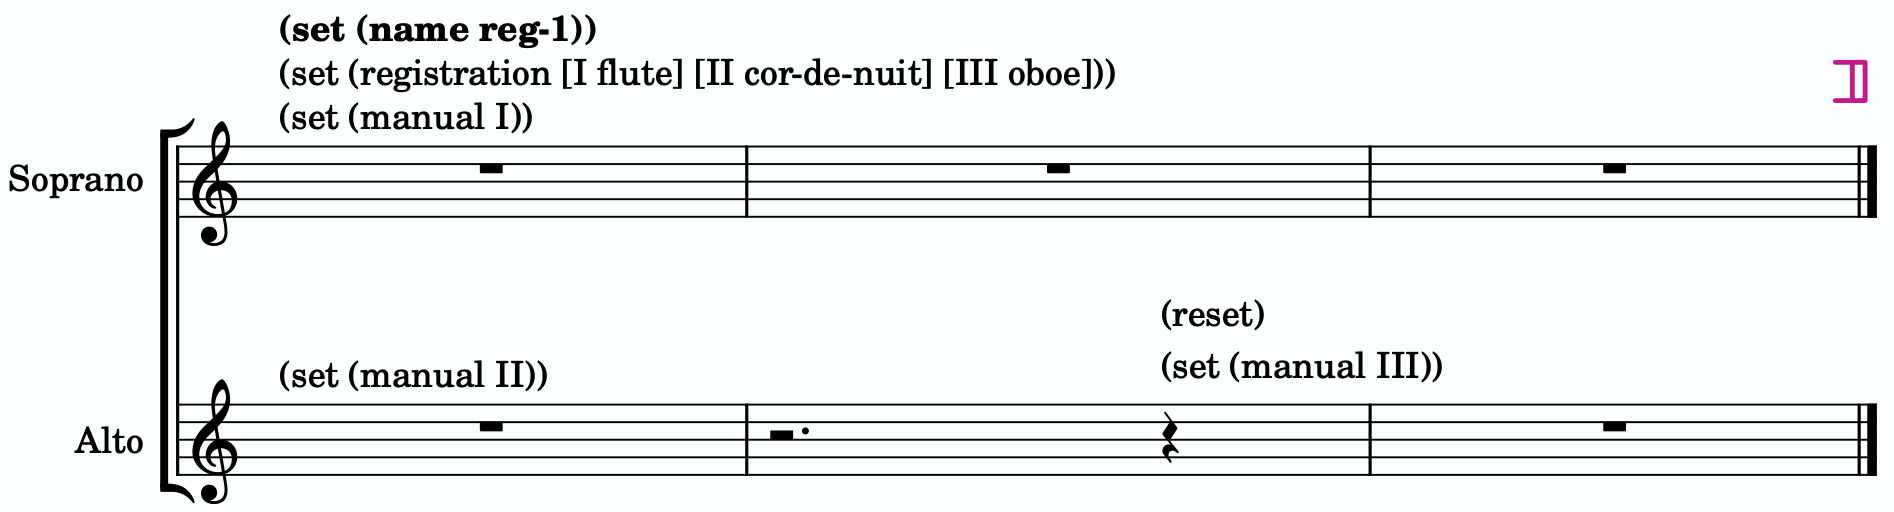 (set (name reg-1))
(set (registration [I flute] [II cor-de-nuit] [III oboe]))
(set (manual I))
Soprano
(reset)
(set (manual II))
(set (manual III))
Alto